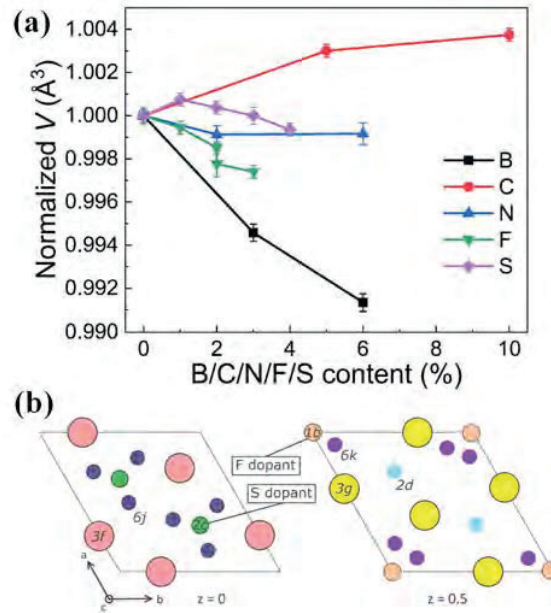 (a)
1.004
1.002
1.000
0.998
0.996
0.994
0.992
0.990
Normalized V (Å³)
B
C
N
F
S
0 2 4 6 8 10
B/C/N/F/S content (%)
(b)
1b
F dopant
6k
S dopant
3g
2d
6j
2c
3f
a
c
b
z = 0
z = 0,5